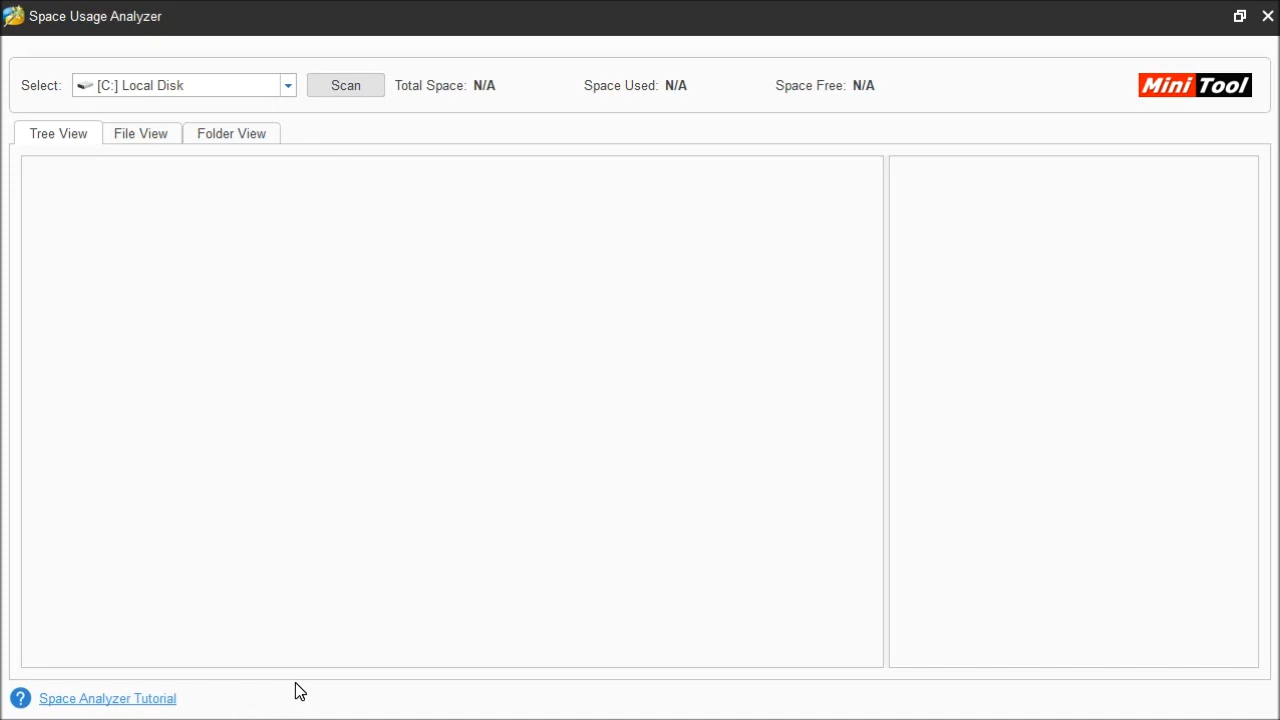 Space Usage Analyzer
Select: [C:] Local Disk Scan Total Space: N/A Space Used: N/A Space Free: N/A Mini Tool
Tree View File View Folder View
? Space Analyzer Tutorial